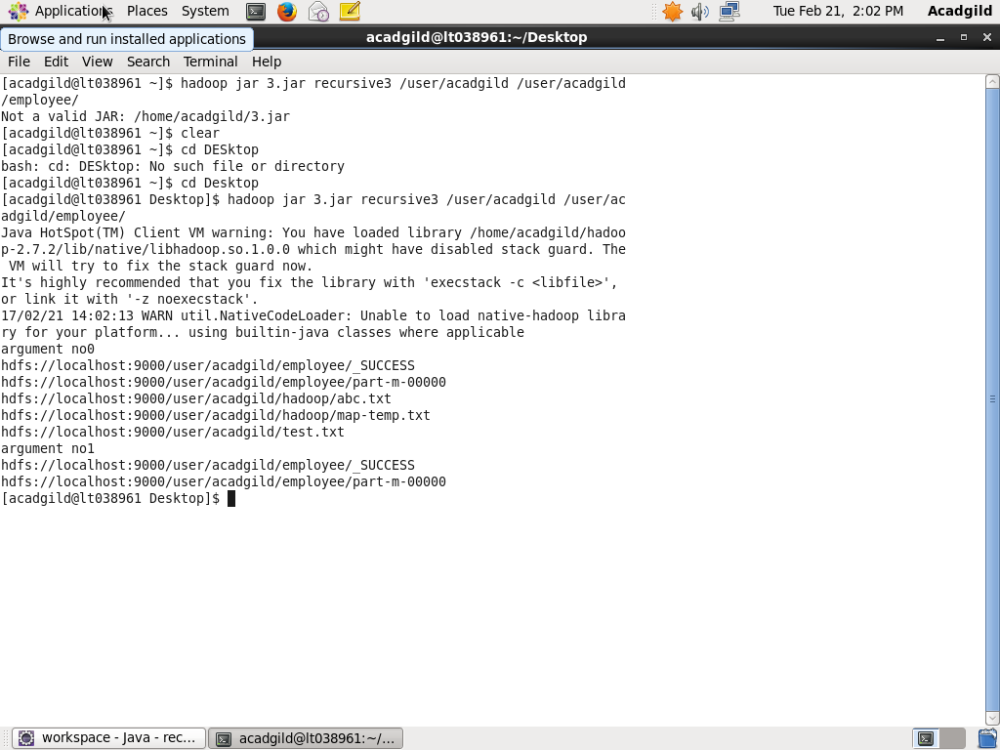 Applications Places System Tue Feb 21, 2:02 PM Acadgild
Browse and run installed applications
acadgild@lt038961:~/Desktop
File Edit View Search Terminal Help
[acadgild@lt038961 ~]$ hadoop jar 3.jar recursive3 /user/acadgild /user/acadgild
/employee/
Not a valid JAR: /home/acadgild/3.jar
[acadgild@lt038961 ~]$ clear
[acadgild@lt038961 ~]$ cd DESktop
bash: cd: DESktop: No such file or directory
[acadgild@lt038961 ~]$ cd Desktop
[acadgild@lt038961 Desktop]$ hadoop jar 3.jar recursive3 /user/acadgild /user/ac
adgild/employee/
Java HotSpot(TM) Client VM warning: You have loaded library /home/acadgild/hadoo
p-2.7.2/lib/native/libhadoop.so.1.0.0 which might have disabled stack guard. The
 VM will try to fix the stack guard now.
It's highly recommended that you fix the library with 'execstack -c <libfile>',
or link it with '-z noexecstack'.
17/02/21 14:02:13 WARN util.NativeCodeLoader: Unable to load native-hadoop libra
ry for your platform... using builtin-java classes where applicable
argument no0
hdfs://localhost:9000/user/acadgild/employee/_SUCCESS
hdfs://localhost:9000/user/acadgild/employee/part-m-00000
hdfs://localhost:9000/user/acadgild/hadoop/abc.txt
hdfs://localhost:9000/user/acadgild/hadoop/map-temp.txt
hdfs://localhost:9000/user/acadgild/test.txt
argument no1
hdfs://localhost:9000/user/acadgild/employee/_SUCCESS
hdfs://localhost:9000/user/acadgild/employee/part-m-00000
[acadgild@lt038961 Desktop]$
workspace - Java - rec... acadgild@lt038961:~/...